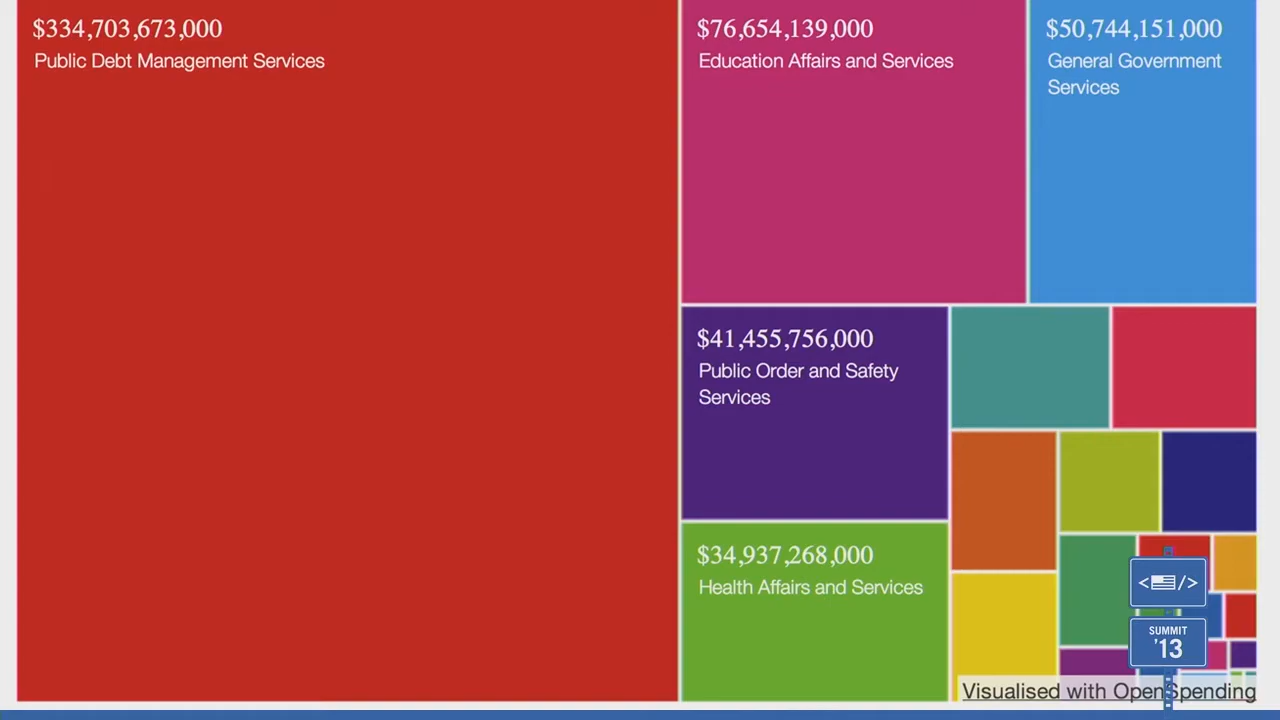 $334,703,673,000
Public Debt Management Services
$76,654,139,000
Education Affairs and Services
$50,744,151,000
General Government
Services
$41,455,756,000
Public Order and Safety
Services
$34,937,268,000
Health Affairs and Services
< />
SUMMIT
'13
Visualised with OpenSpending